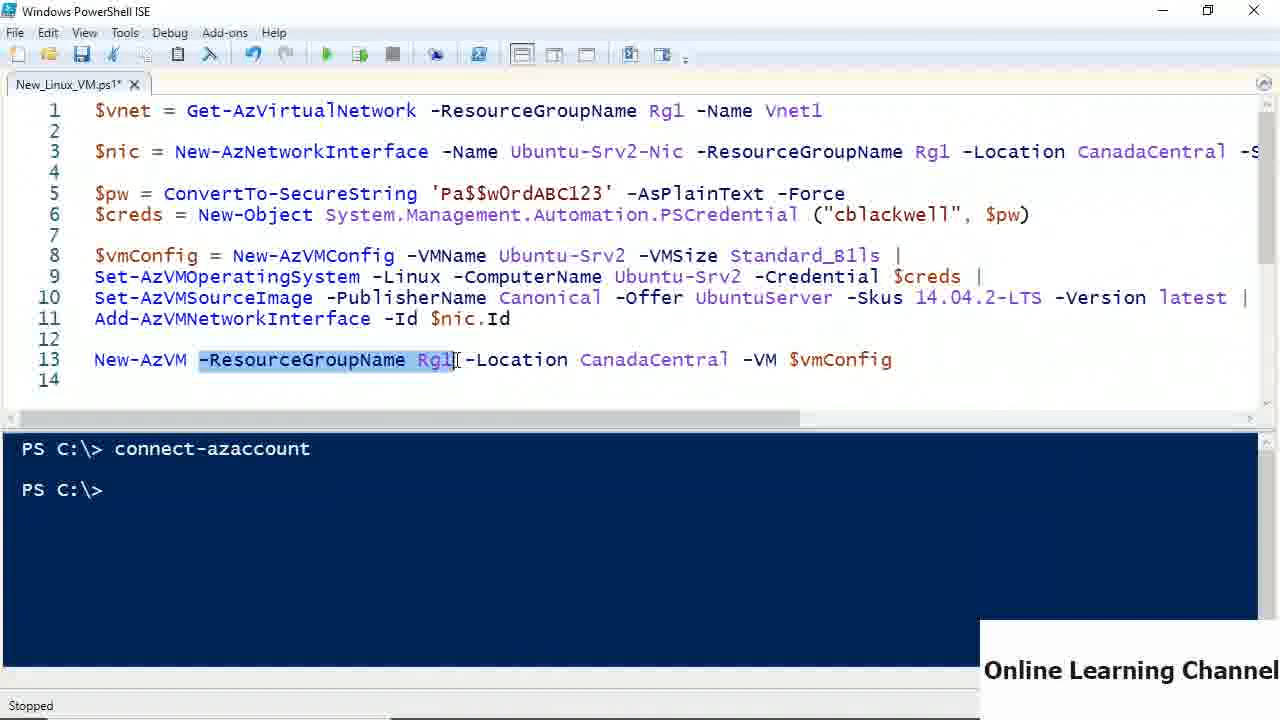 Windows PowerShell ISE
File Edit View Tools Debug Add-ons Help
New_Linux_VM.ps1*
1 $vnet = Get-AzVirtualNetwork -ResourceGroupName Rg1 -Name Vnet1
2
3 $nic = New-AzNetworkInterface -Name Ubuntu-Srv2-Nic -ResourceGroupName Rg1 -Location CanadaCentral -S
4
5 $pw = ConvertTo-SecureString 'Pa$$w0rdABC123' -AsPlainText -Force
6 $creds = New-Object System.Management.Automation.PSCredential ("cblackwell", $pw)
7
8 $vmConfig = New-AzVMConfig -VMName Ubuntu-Srv2 -VMSize Standard_B1ls |
9 Set-AzVMOperatingSystem -Linux -ComputerName Ubuntu-Srv2 -Credential $creds |
10 Set-AzVMSourceImage -PublisherName Canonical -Offer UbuntuServer -Skus 14.04.2-LTS -Version latest |
11 Add-AzVMNetworkInterface -Id $nic.Id
12
13 New-AzVM -ResourceGroupName Rg1 -Location CanadaCentral -VM $vmConfig
14
PS C:\> connect-azaccount
PS C:\>
Online Learning Channel
Stopped